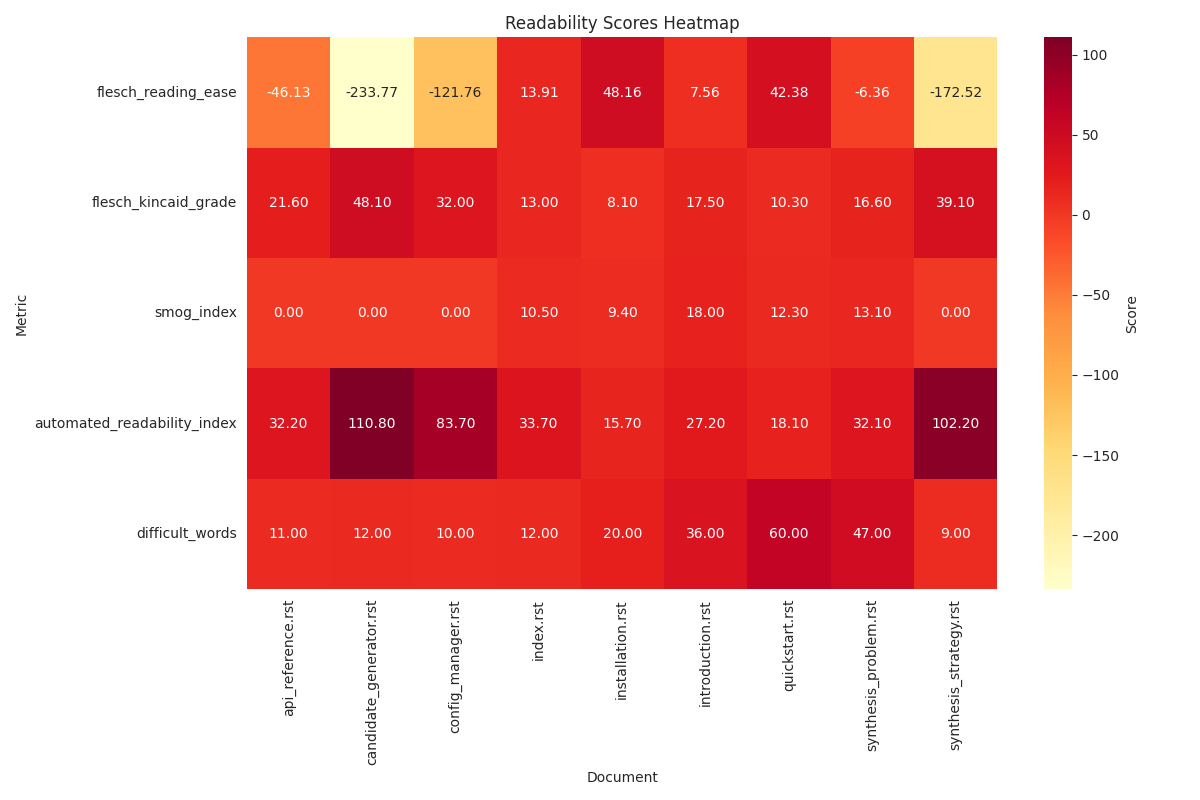 Readability Scores Heatmap
flesch_reading_ease
-46.13 -233.77 -121.76 13.91 48.16 7.56 42.38 -6.36 -172.52
flesch_kincaid_grade
21.60 48.10 32.00 13.00 8.10 17.50 10.30 16.60 39.10
smog_index
0.00 0.00 0.00 10.50 9.40 18.00 12.30 13.10 0.00
automated_readability_index
32.20 110.80 83.70 33.70 15.70 27.20 18.10 32.10 102.20
difficult_words
11.00 12.00 10.00 12.00 20.00 36.00 60.00 47.00 9.00
Metric
api_reference.rst
candidate_generator.rst
config_manager.rst
index.rst
installation.rst
introduction.rst
quickstart.rst
synthesis_problem.rst
synthesis_strategy.rst
Document
100
50
0
−50
−100
−150
−200
Score